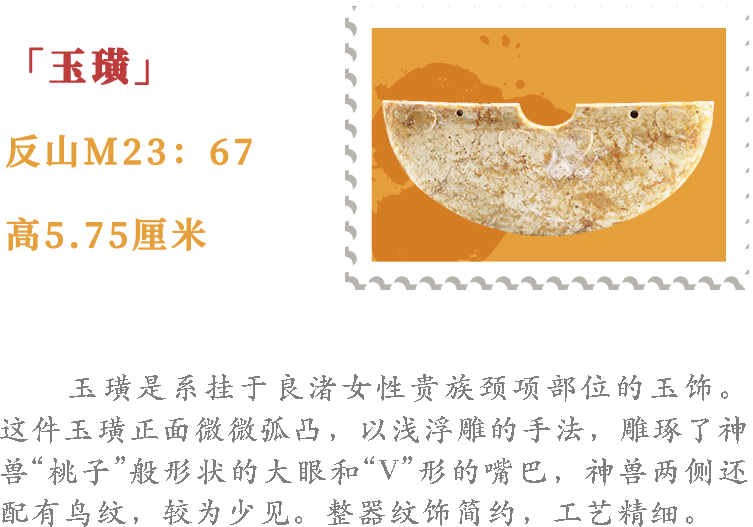 「玉璜」
反山M23：67
高5.75厘米
玉璜是系挂于良渚女性贵族颈项部位的玉饰。
这件玉璜正面微微弧凸，以浅浮雕的手法，雕琢了神
兽“桃子”般形状的大眼和“V”形的嘴巴，神兽两侧还
配有鸟纹，较为少见。整器纹饰简约，工艺精细。